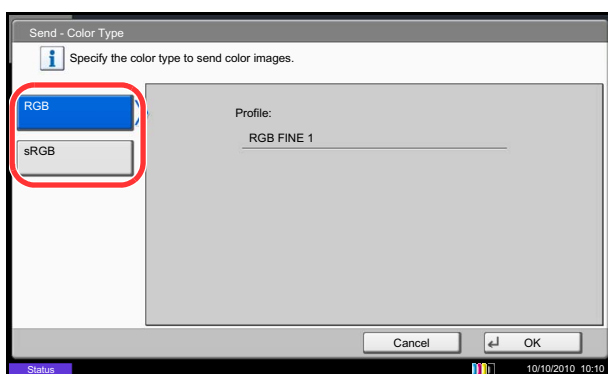 Send - Color Type
Specify the color type to send color images.
RGB
Profile:
RGB FINE 1
sRGB
Cancel
OK
Status
10/10/2010 10:10